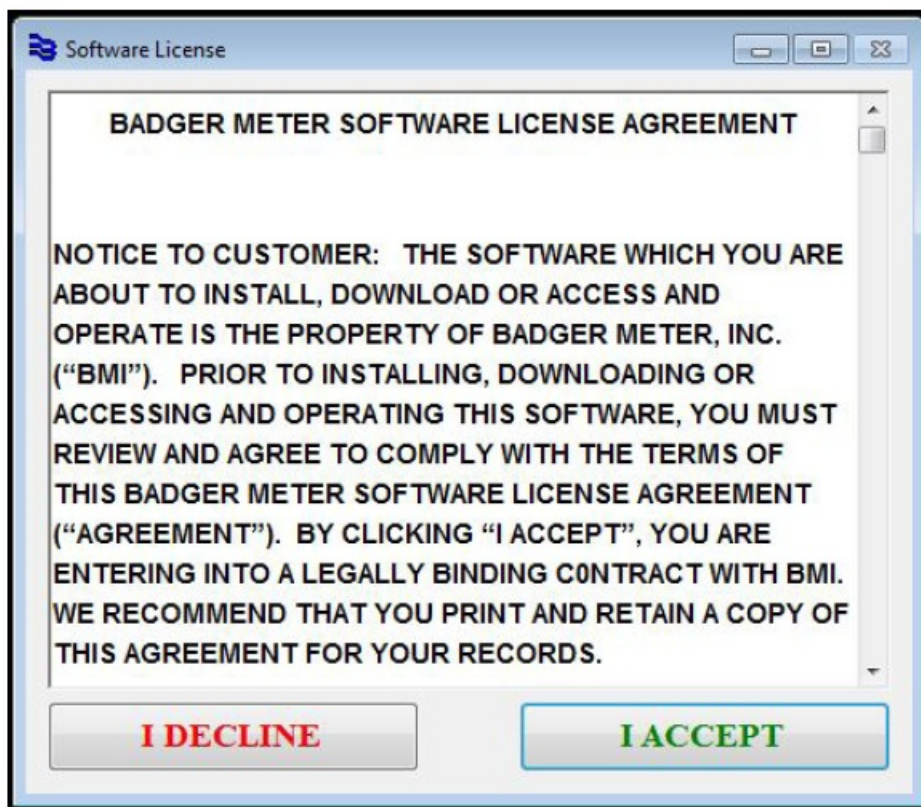 Software License
BADGER METER SOFTWARE LICENSE AGREEMENT
NOTICE TO CUSTOMER:   THE SOFTWARE WHICH YOU ARE
ABOUT TO INSTALL, DOWNLOAD OR ACCESS AND
OPERATE IS THE PROPERTY OF BADGER METER, INC.
(“BMI”).   PRIOR TO INSTALLING, DOWNLOADING OR
ACCESSING AND OPERATING THIS SOFTWARE, YOU MUST
REVIEW AND AGREE TO COMPLY WITH THE TERMS OF
THIS BADGER METER SOFTWARE LICENSE AGREEMENT
(“AGREEMENT”).  BY CLICKING “I ACCEPT”, YOU ARE
ENTERING INTO A LEGALLY BINDING C0NTRACT WITH BMI.
WE RECOMMEND THAT YOU PRINT AND RETAIN A COPY OF
THIS AGREEMENT FOR YOUR RECORDS.
I DECLINE
I ACCEPT